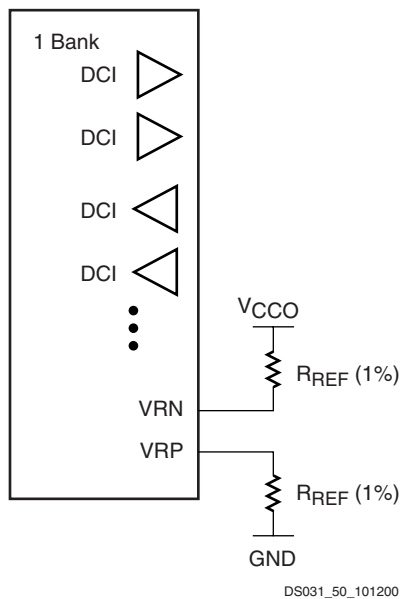 1 Bank
DCI
DCI
DCI
DCI
VCCO
RREF (1%)
VRN
VRP
RREF (1%)
GND
DS031_50_101200